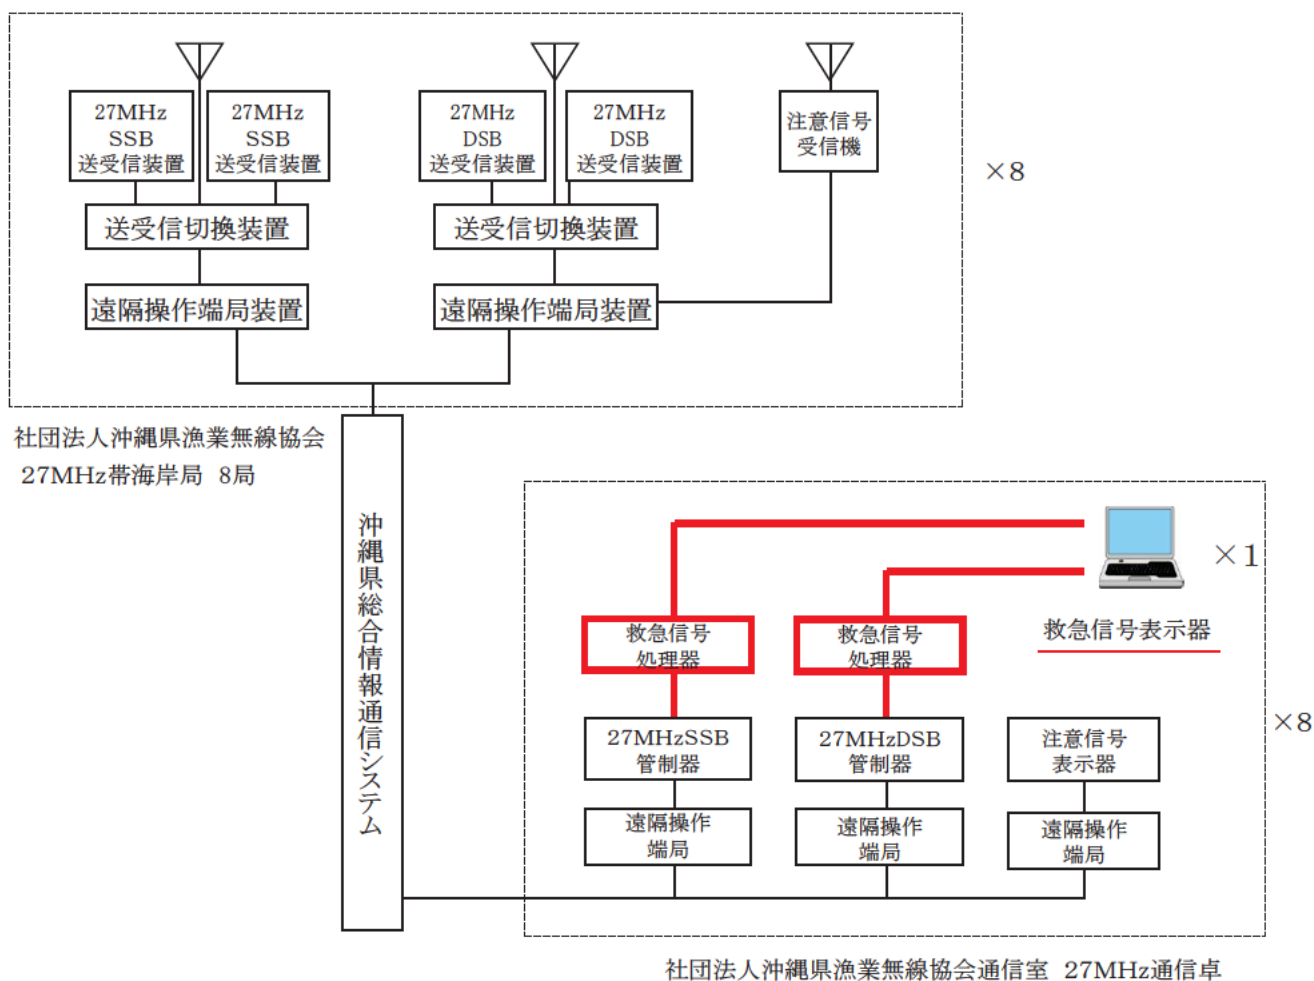 27MHz
SSB
送受信装置
27MHz
SSB
送受信装置
27MHz
DSB
送受信装置
27MHz
DSB
送受信装置
注意信号
受信機
×8
送受信切換装置
送受信切換装置
遠隔操作端局装置
遠隔操作端局装置
社団法人沖縄県漁業無線協会
27MHz帯海岸局 8局
沖縄県総合情報通信システム
×1
救急信号表示器
救急信号
処理器
救急信号
処理器
27MHzSSB
管制器
27MHzDSB
管制器
注意信号
表示器
×8
遠隔操作
端局
遠隔操作
端局
遠隔操作
端局
社団法人沖縄県漁業無線協会通信室 27MHz通信卓